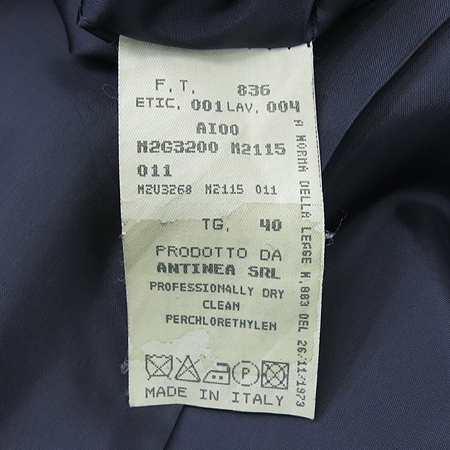 F.T. 836
ETIC. 001 LAV. 004
AI00
M2G3200 M2115
011
M2U3268 M2115 011
TG. 40
PRODOTTO DA
ANTINEA SRL
PROFESSIONALLY DRY
CLEAN
PERCHLORETHYLEN
P
MADE IN ITALY
A NORMA DELLA LEGGE N.883 DEL 26/11/1973